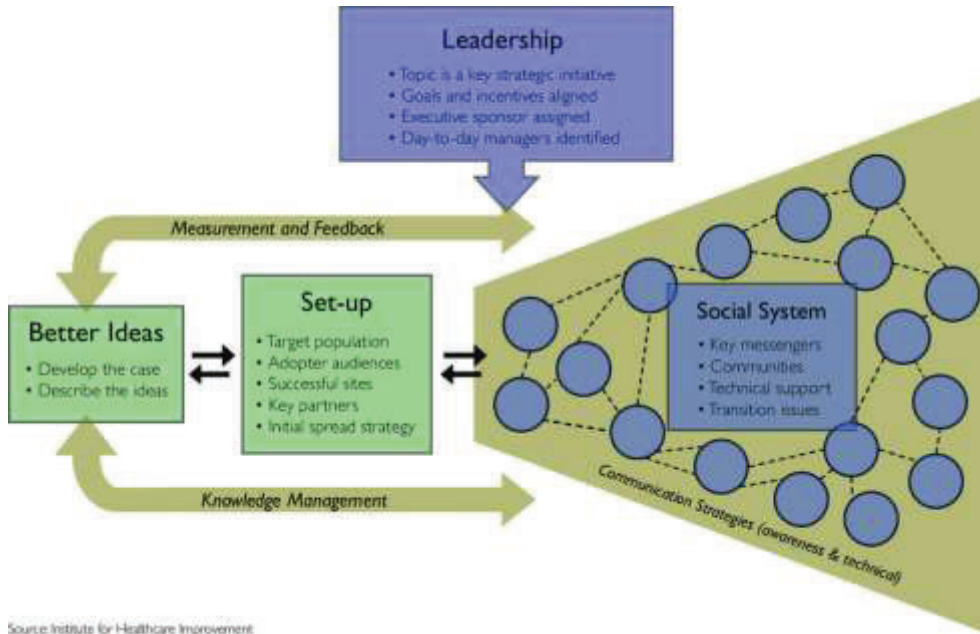 Leadership
• Topic is a key strategic initiative
• Goals and incentives aligned
• Executive sponsor assigned
• Day-to-day managers identified
Measurement and Feedback
Better Ideas
• Develop the case
• Describe the ideas
Set-up
• Target population
• Adopter audiences
• Successful sites
• Key partners
• Initial spread strategy
Social System
• Key messengers
• Communities
• Technical support
• Transition issues
Knowledge Management
Communication Strategies (awareness & technical)
Source: Institute for Healthcare Improvement